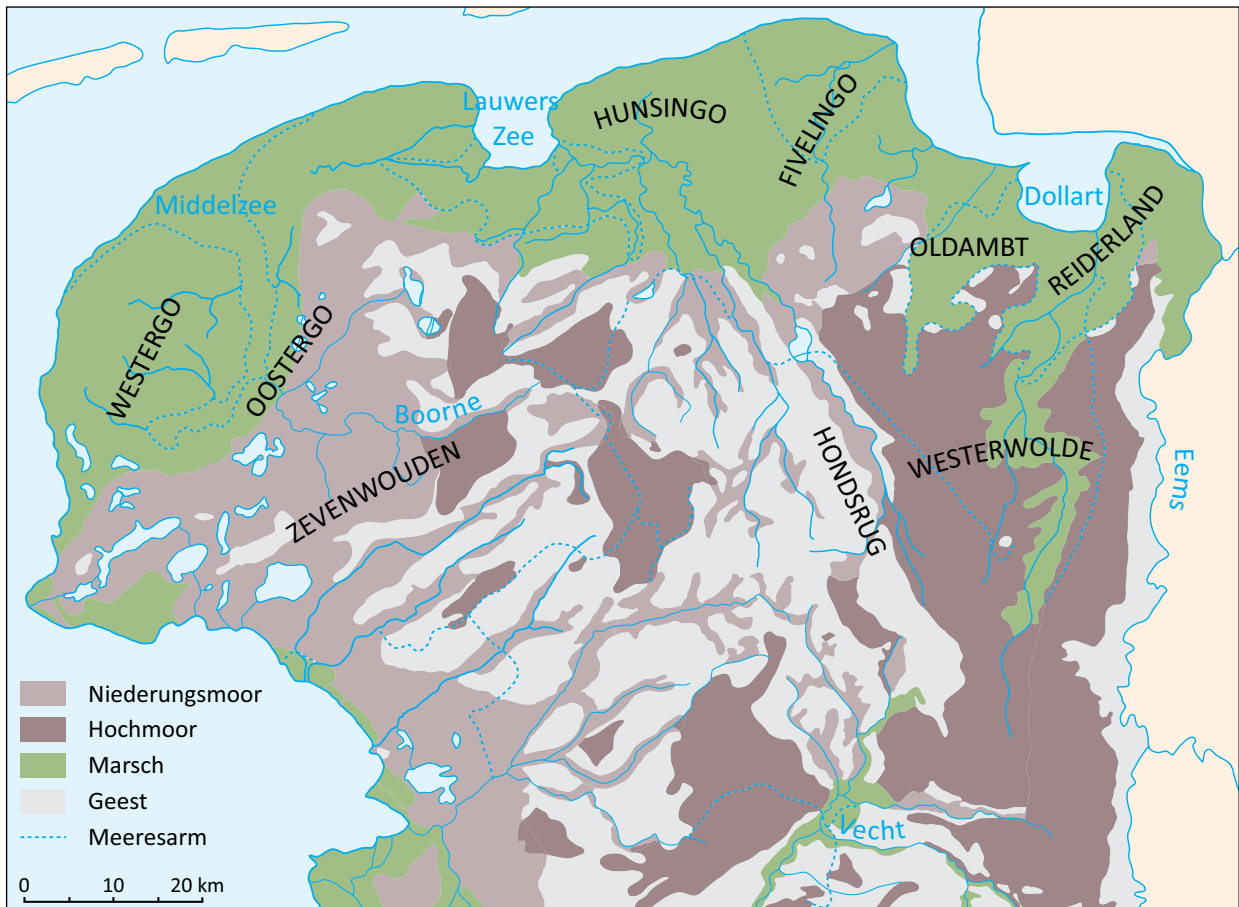 Lauwers
Zee
HUNSINGO
FIVELINGO
Middelzee
Dollart
OLDAMBT
REIDERLAND
WESTERGO
OOSTERGO
Boorne
ZEVENWOUDEN
HONDSRUG
WESTERWOLDE
Eems
Niederungsmoor
Hochmoor
Marsch
Geest
Meeresarm
Vecht
0 10 20 km